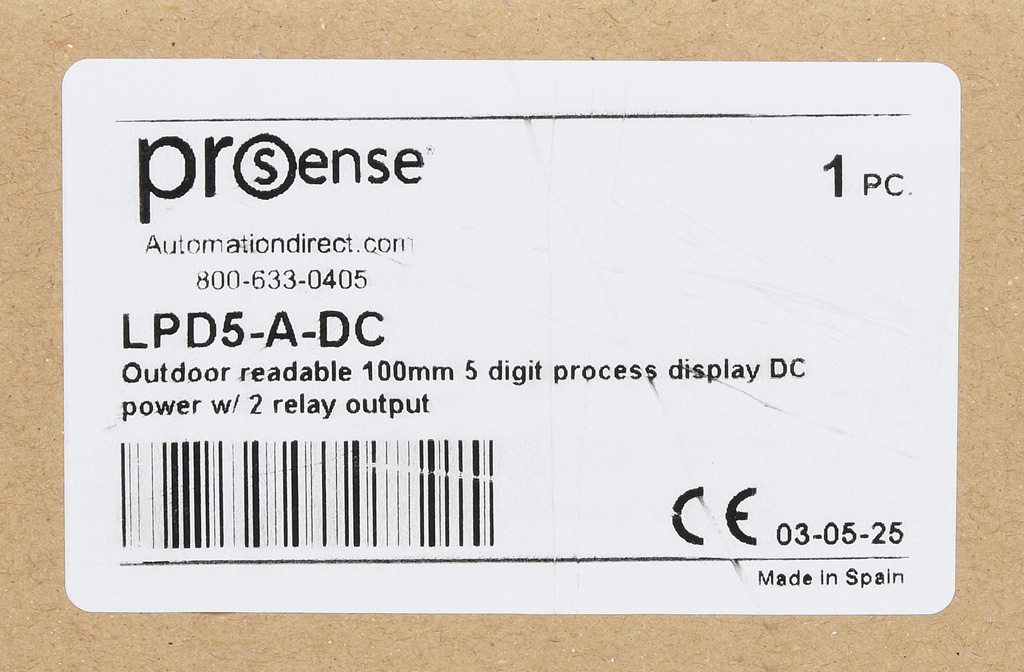 prosense®
1 PC.
Automationdirect.com
800-633-0405
LPD5-A-DC
Outdoor readable 100mm 5 digit process display DC
power w/ 2 relay output
CE 03-05-25
Made in Spain